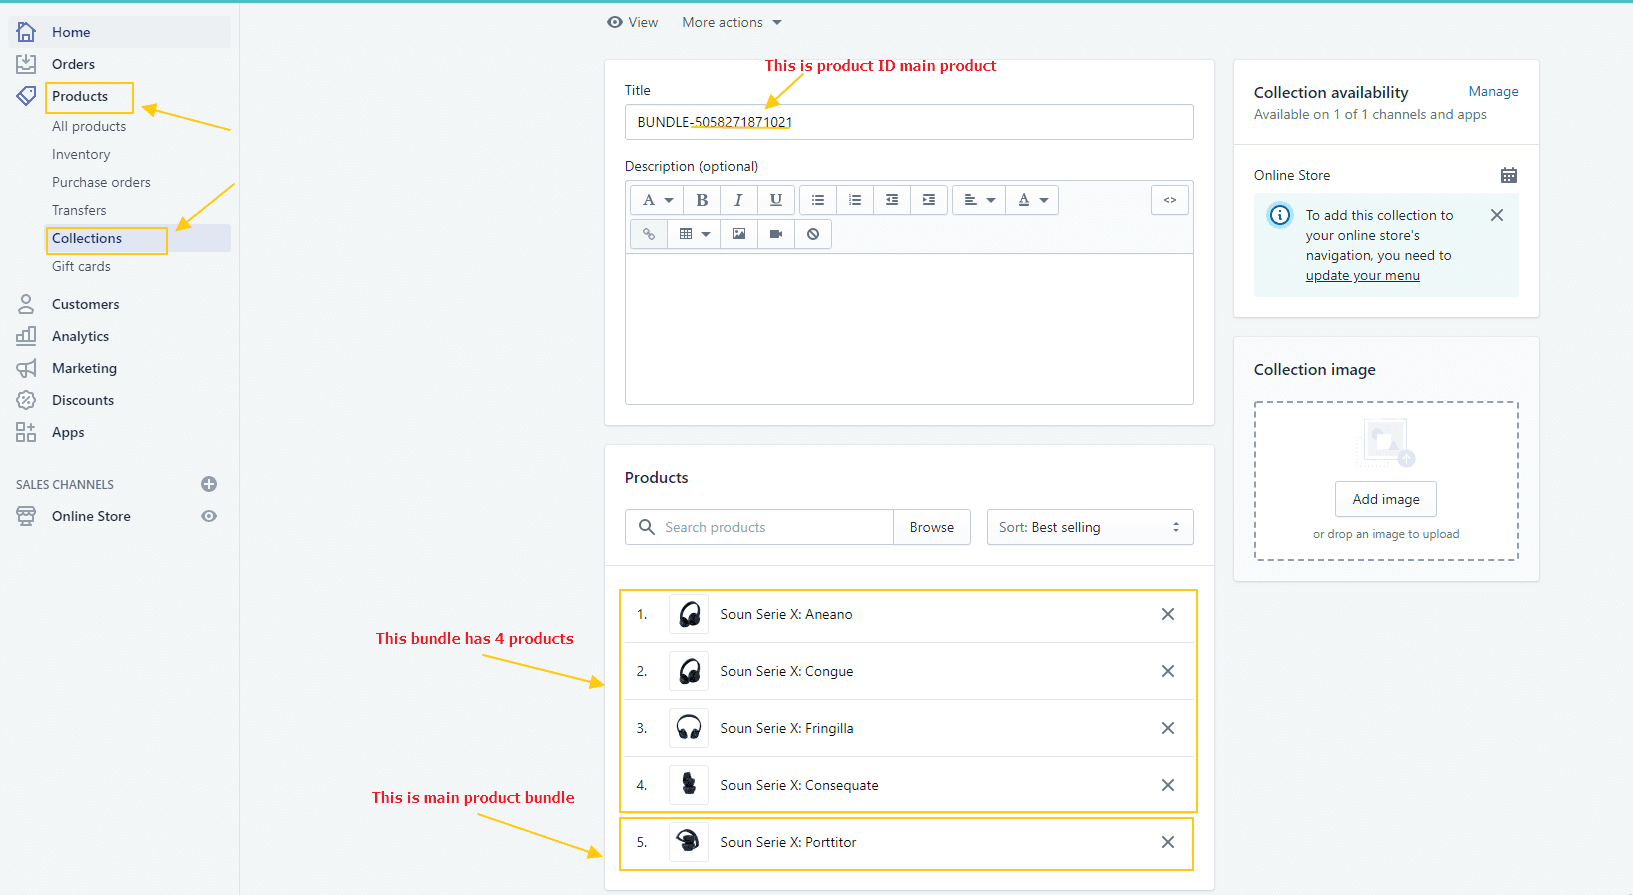 Home
Orders
Products
All products
Inventory
Purchase orders
Transfers
Collections
Gift cards
Customers
Analytics
Marketing
Discounts
Apps
SALES CHANNELS
Online Store
View
More actions
This is product ID main product
Title
BUNDLE-5058271871021
Description (optional)
A B I U A <>
Products
Search products
Browse
Sort: Best selling
This bundle has 4 products
1. Soun Serie X: Aneano
2. Soun Serie X: Congue
3. Soun Serie X: Fringilla
4. Soun Serie X: Consequate
This is main product bundle
5. Soun Serie X: Porttitor
Collection availability
Manage
Available on 1 of 1 channels and apps
Online Store
To add this collection to
your online store's
navigation, you need to
update your menu
Collection image
Add image
or drop an image to upload